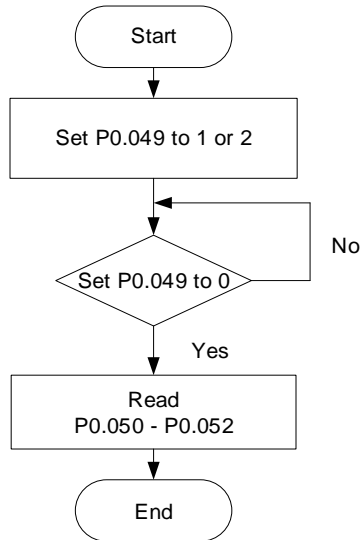 Start
Set P0.049 to 1 or 2
Set P0.049 to 0
No
Yes
Read
P0.050 - P0.052
End